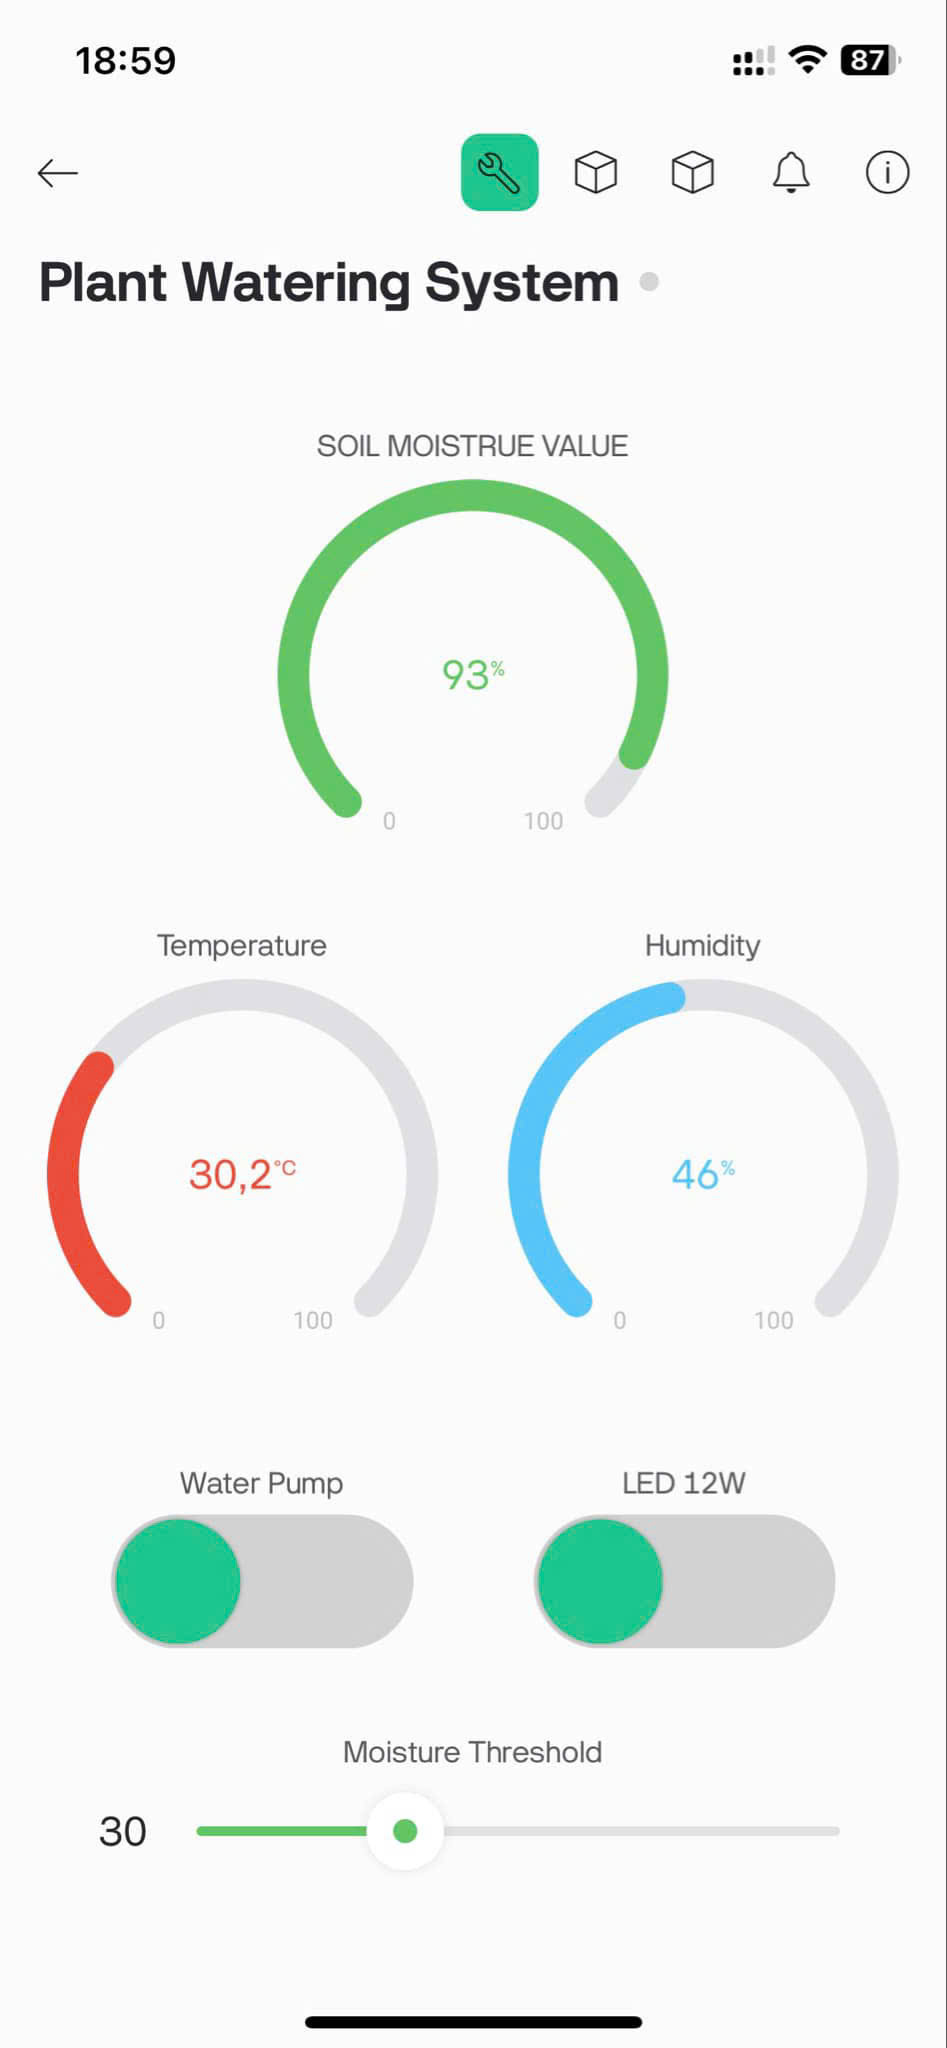 18:59
87
Plant Watering System
SOIL MOISTRUE VALUE
93%
0 100
Temperature Humidity
30,2°C 46%
0 100 0 100
Water Pump LED 12W
Moisture Threshold
30